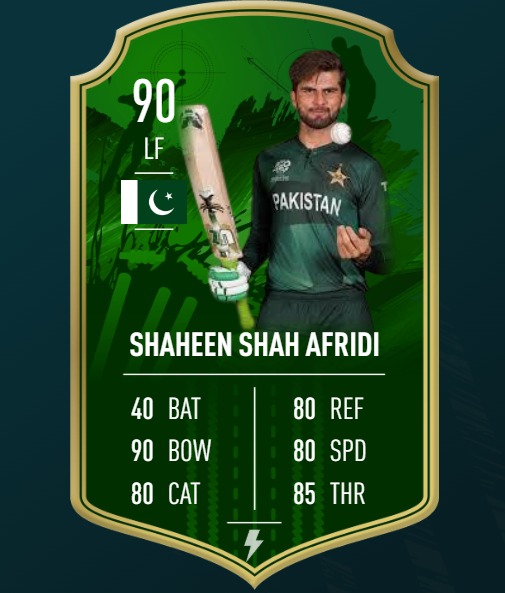 90
LF
PAKISTAN
SHAHEEN SHAH AFRIDI
40 BAT
90 BOW
80 CAT
80 REF
80 SPD
85 THR